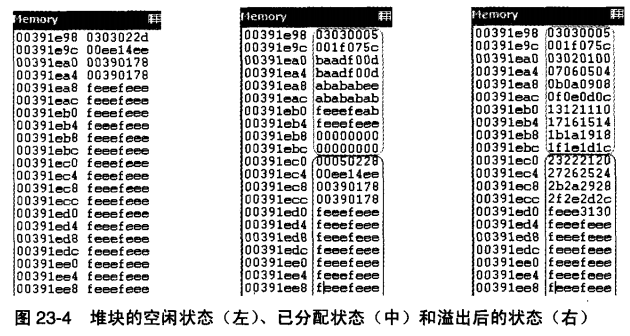 Memory
00391e98 0303022d
00391e9c 00ee14ee
00391ea0 00390178
00391ea4 00390178
00391ea8 feeefeee
00391eac feeefeee
00391eb0 feeefeee
00391eb4 feeefeee
00391eb8 feeefeee
00391ebc feeefeee
00391ec0 feeefeee
00391ec4 feeefeee
00391ec8 feeefeee
00391ecc feeefeee
00391ed0 feeefeee
00391ed4 feeefeee
00391ed8 feeefeee
00391edc feeefeee
00391ee0 feeefeee
00391ee4 feeefeee
00391ee8 feeefeee
Memory
00391e98 03030005
00391e9c 001f075c
00391ea0 baadf00d
00391ea4 baadf00d
00391ea8 ababbabee
00391eac abababab
00391eb0 feeefeab
00391eb4 feeefeee
00391eb8 00000000
00391ebc 00000000
00391ec0 00050228
00391ec4 00ee14ee
00391ec8 00390178
00391ecc 00390178
00391ed0 feeefeee
00391ed4 feeefeee
00391ed8 feeefeee
00391edc feeefeee
00391ee0 feeefeee
00391ee4 feeefeee
00391ee8 feeefeee
Memory
00391e98 03030005
00391e9c 001f075c
00391ea0 03020100
00391ea4 07060504
00391ea8 0b0a0908
00391eac 0f0e0d0c
00391eb0 13121110
00391eb4 17161514
00391eb8 1b1a1918
00391ebc 1f1e1d1c
00391ec0 23222120
00391ec4 27262524
00391ec8 2b2a2928
00391ecc 2f2e2d2c
00391ed0 feee3130
00391ed4 feeefeee
00391ed8 feeefeee
00391edc feeefeee
00391ee0 feeefeee
00391ee4 feeefeee
00391ee8 feeefeee
图 23-4 堆块的空闲状态（左）、已分配状态（中）和溢出后的状态（右）